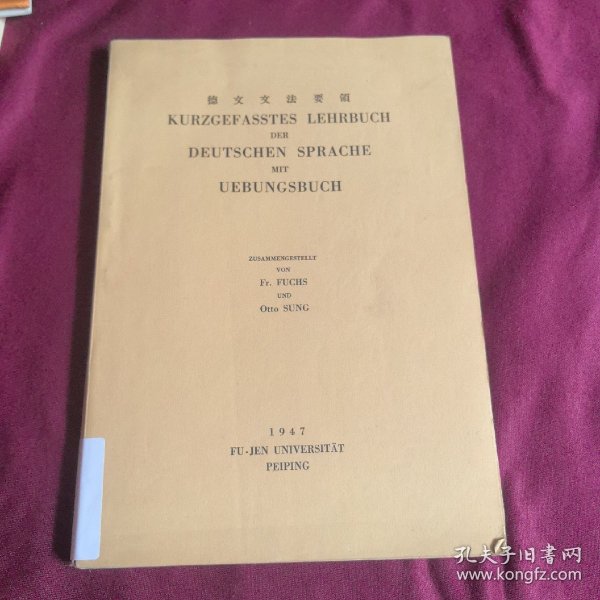 德文文法要領
KURZGEFASSTES LEHRBUCH
DER
DEUTSCHEN SPRACHE
MIT
UEBUNGSBUCH
ZUSAMMENGESTELLT
VON
Fr. FUCHS
UND
Otto SUNG
1947
FU-JEN UNIVERSITÄT
PEIPING
孔夫子旧书网
www.kongfz.com